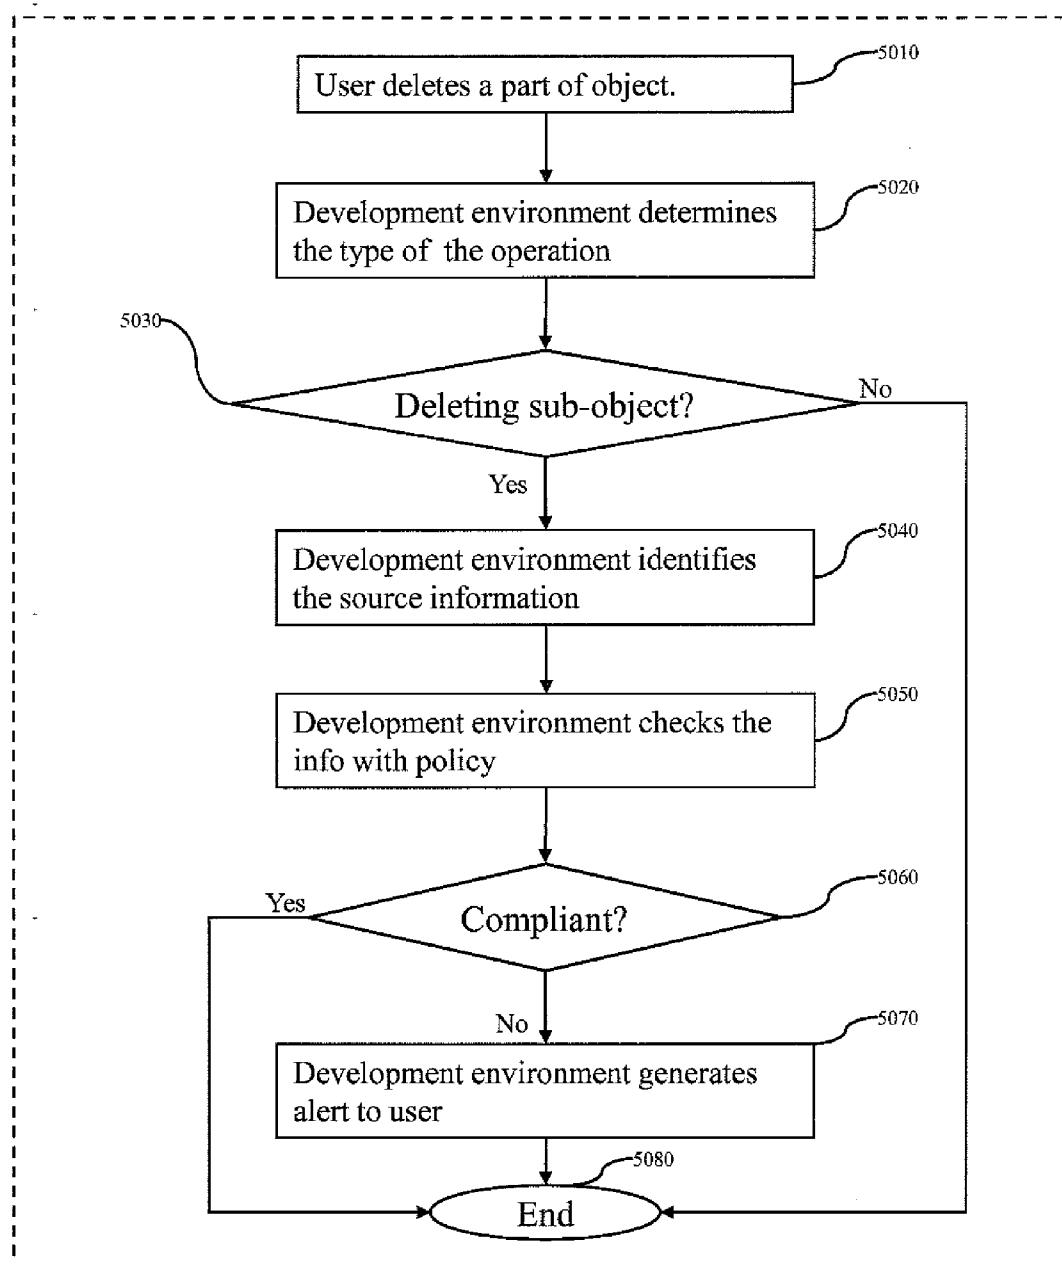 5010
User deletes a part of object.
5020
Development environment determines
the type of the operation
5030
Deleting sub-object?
No
Yes
5040
Development environment identifies
the source information
5050
Development environment checks the
info with policy
5060
Yes
Compliant?
No
5070
Development environment generates
alert to user
5080
End